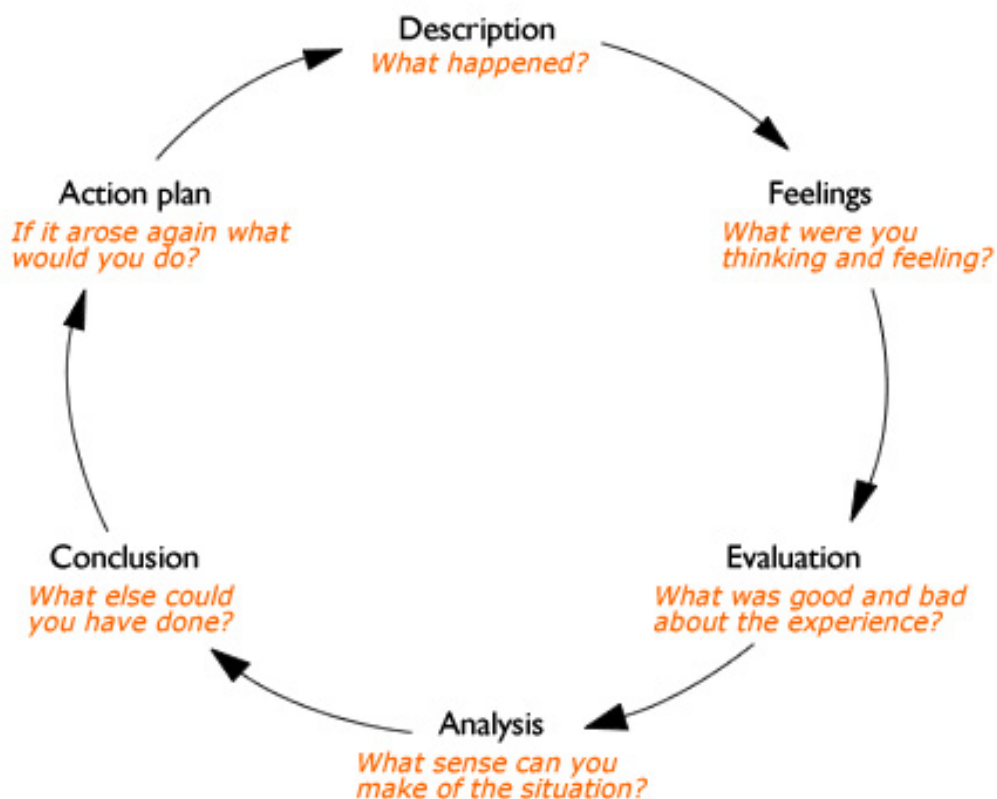 Description
What happened?
Feelings
What were you
thinking and feeling?
Evaluation
What was good and bad
about the experience?
Analysis
What sense can you
make of the situation?
Conclusion
What else could
you have done?
Action plan
If it arose again what
would you do?